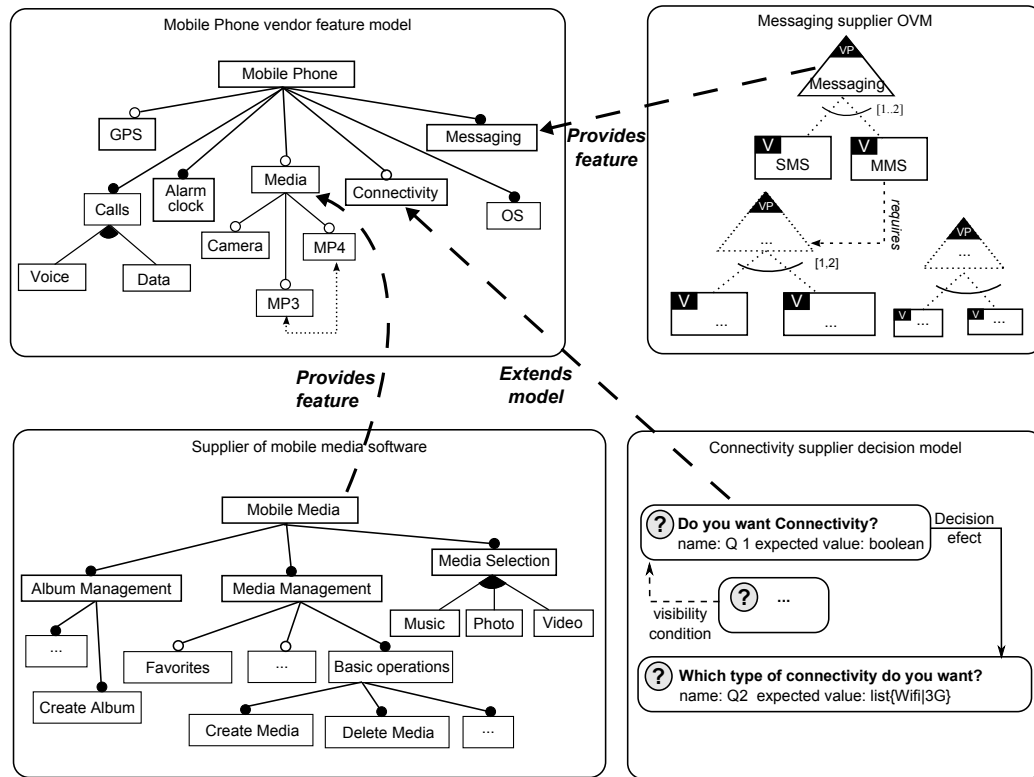 Mobile Phone vendor feature model
Mobile Phone
GPS
Messaging
Alarm
clock
Media
Connectivity
Calls
OS
Camera
MP4
Voice
Data
MP3
Messaging supplier OVM
VP
Messaging
[1..2]
V
SMS
V
MMS
requires
VP
...
[1,2]
V
...
V
...
VP
...
V
...
V
...
Provides
feature
Provides
feature
Extends
model
Supplier of mobile media software
Mobile Media
Media Selection
Album Management
Media Management
Music
Photo
Video
...
Favorites
...
Basic operations
Create Album
Create Media
Delete Media
...
Connectivity supplier decision model
? Do you want Connectivity?
name: Q 1 expected value: boolean
Decision
efect
? ...
visibility
condition
? Which type of connectivity do you want?
name: Q2 expected value: list{Wifi|3G}